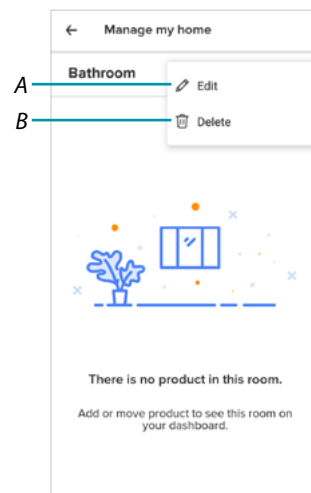 ← Manage my home
Bathroom
A Edit
B Delete
There is no product in this room.
Add or move product to see this room on
your dashboard.